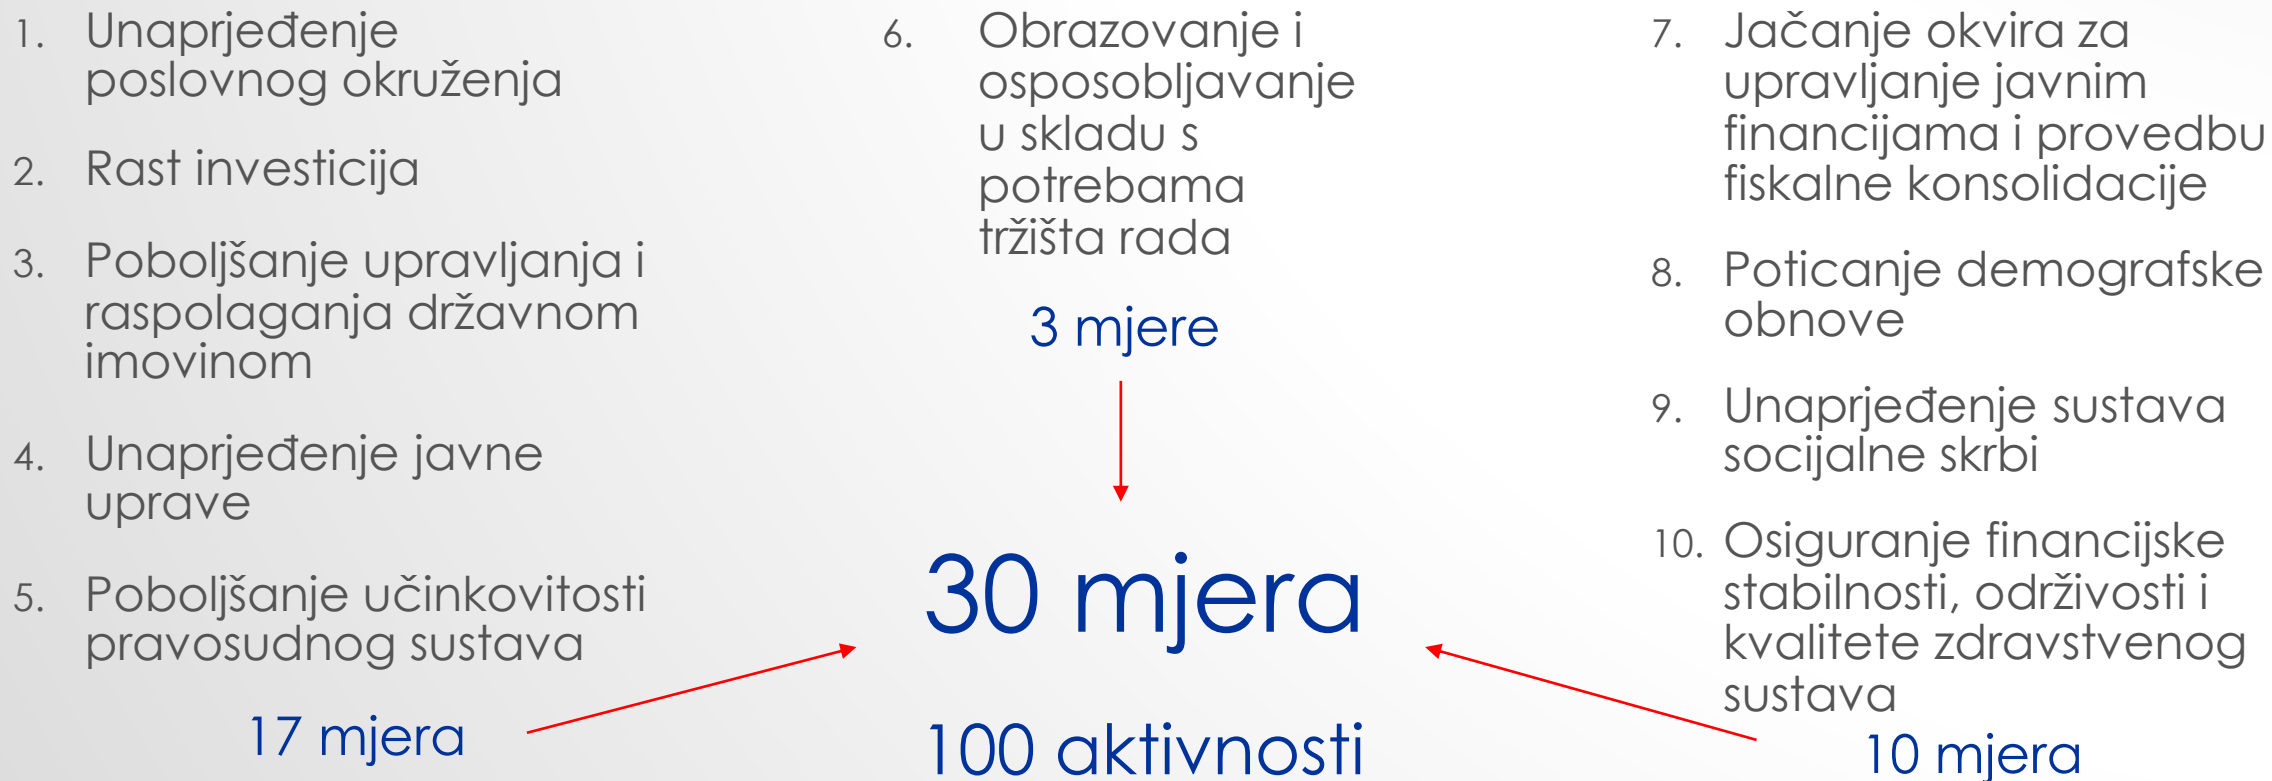 1. Unaprjeđenje
poslovnog okruženja
2. Rast investicija
3. Poboljšanje upravljanja i
raspolaganja državnom
imovinom
4. Unaprjeđenje javne
uprave
5. Poboljšanje učinkovitosti
pravosudnog sustava
17 mjera
6. Obrazovanje i
osposobljavanje
u skladu s
potrebama
tržišta rada
3 mjere
30 mjera
100 aktivnosti
7. Jačanje okvira za
upravljanje javnim
financijama i provedbu
fiskalne konsolidacije
8. Poticanje demografske
obnove
9. Unaprjeđenje sustava
socijalne skrbi
10. Osiguranje financijske
stabilnosti, održivosti i
kvalitete zdravstvenog
sustava
10 mjera